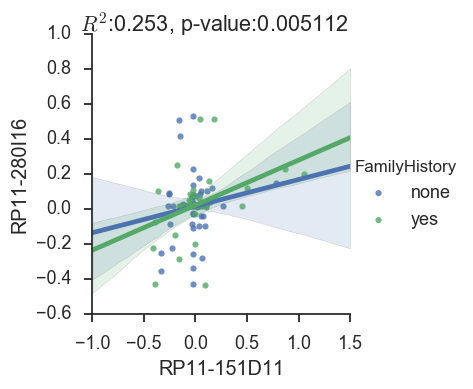 R²:0.253, p-value:0.005112
1.0
0.8
0.6
0.4
0.2
0.0
−0.2
−0.4
−0.6
RP11-280I16
FamilyHistory
none
yes
−1.0 −0.5 0.0 0.5 1.0 1.5
RP11-151D11